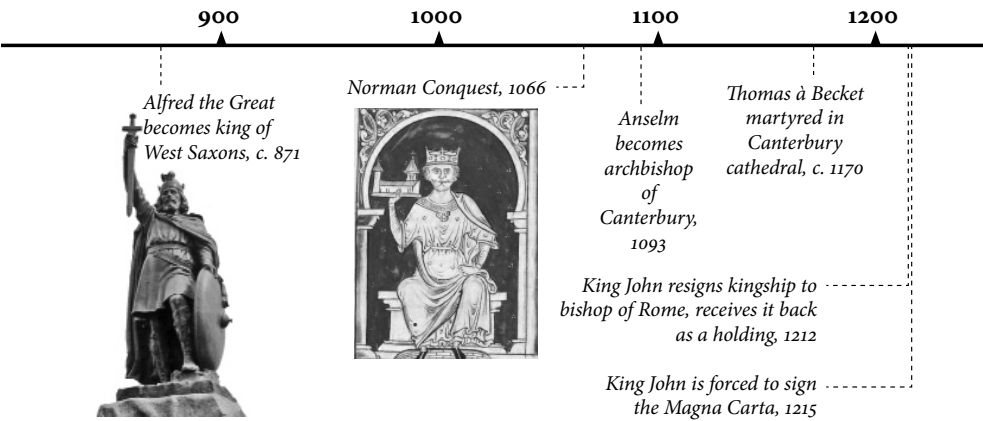 900 1000 1100 1200
Alfred the Great
becomes king of
West Saxons, c. 871
Norman Conquest, 1066
Anselm
becomes
archbishop
of
Canterbury,
1093
Thomas à Becket
martyred in
Canterbury
cathedral, c. 1170
King John resigns kingship to
bishop of Rome, receives it back
as a holding, 1212
King John is forced to sign
the Magna Carta, 1215